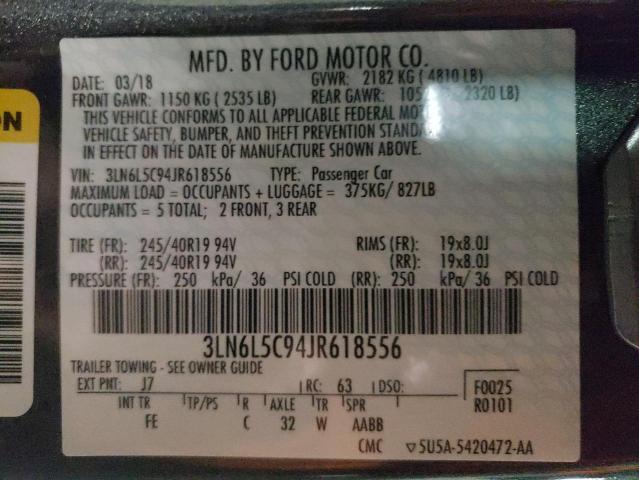 MFD. BY FORD MOTOR CO.
DATE: 03/18 GVWR: 2182 KG ( 4810 LB)
FRONT GAWR: 1150 KG ( 2535 LB) REAR GAWR: 2320 LB)
THIS VEHICLE CONFORMS TO ALL APPLICABLE FEDERAL
VEHICLE SAFETY, BUMPER, AND THEFT PREVENTION
IN EFFECT ON THE DATE OF MANUFACTURE SHOWN ABOVE.
VIN: 3LN6L5C94JR618556 TYPE: Passenger Car
MAXIMUM LOAD = OCCUPANTS + LUGGAGE = 375KG/ 827LB
OCCUPANTS = 5 TOTAL; 2 FRONT, 3 REAR
TIRE (FR): 245/40R19 94V RIMS (FR): 19x8.0J
(RR): 245/40R19 94V (RR): 19x8.0J
PRESSURE (FR): 250 kPa/ 36 PSI COLD (RR): 250 kPa/ 36 PSI COLD
3LN6L5C94JR618556
TRAILER TOWING - SEE OWNER GUIDE
EXT PNT: J7 RC: 63 DSO: F0025
INT TR TP/PS R AXLE TR SPR R0101
FE C 32 W AABB
CMC ▽5U5A-5420472-AA